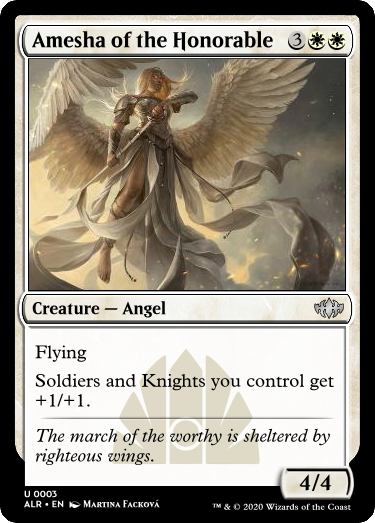 Amesha of the Honorable 3
Creature — Angel
Flying
Soldiers and Knights you control get
+1/+1.
The march of the worthy is sheltered by
righteous wings.
4/4
U 0003
ALR • EN Martina Facková
™ & © 2020 Wizards of the Coast